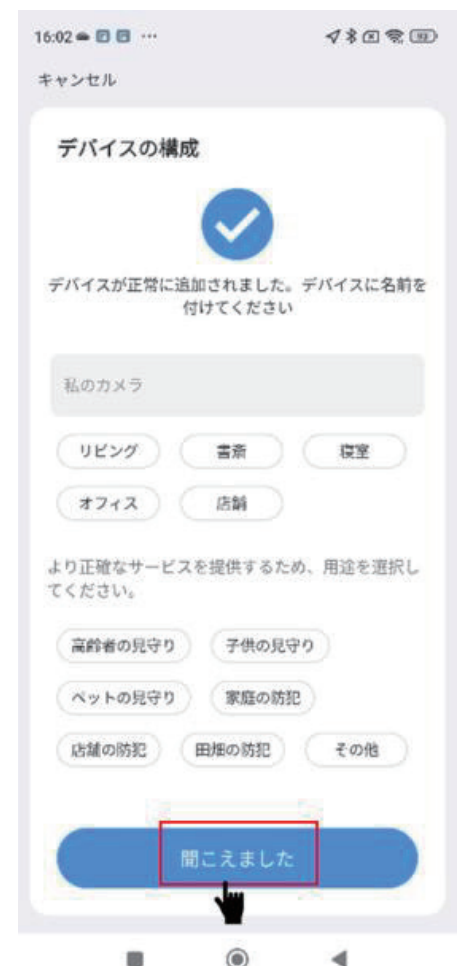 16:02
キャンセル
デバイスの構成
デバイスが正常に追加されました。デバイスに名前を
付けてください
私のカメラ
リビング 書斎 寝室
オフィス 店舗
より正確なサービスを提供するため、用途を選択し
てください。
高齢者の見守り 子供の見守り
ペットの見守り 家庭の防犯
店舗の防犯 田畑の防犯 その他
聞こえました